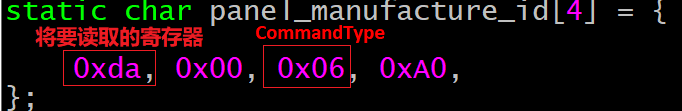 static char panel_manufacture_id[4] = {
将要读取的寄存器 CommandType
0xda, 0x00, 0x06, 0xA0,
};